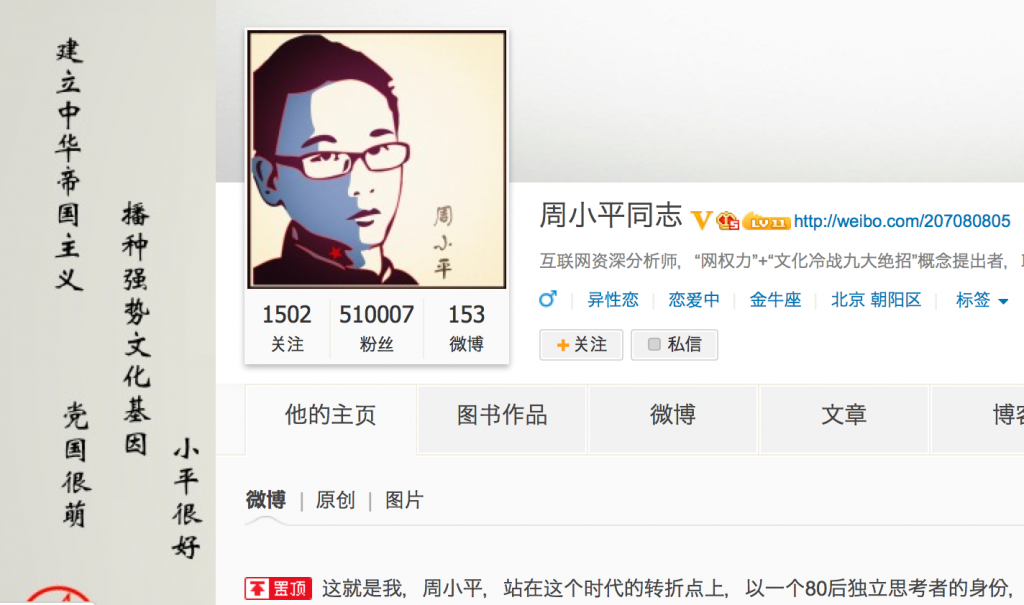 建立中华帝国主义
播种强势文化基因
党国很萌
小平很好
周小平
1502
510007
153
关注
粉丝
微博
周小平同志
V
LV 11
http://weibo.com/207080805
互联网资深分析师,“网权力”+“文化冷战九大绝招”概念提出者,
异性恋 | 恋爱中 | 金牛座 | 北京 朝阳区 | 标签
+关注
私信
他的主页
图书作品
微博
文章
博客
微博 | 原创 | 图片
置顶 这就是我,周小平,站在这个时代的转折点上,以一个80后独立思考者的身份,